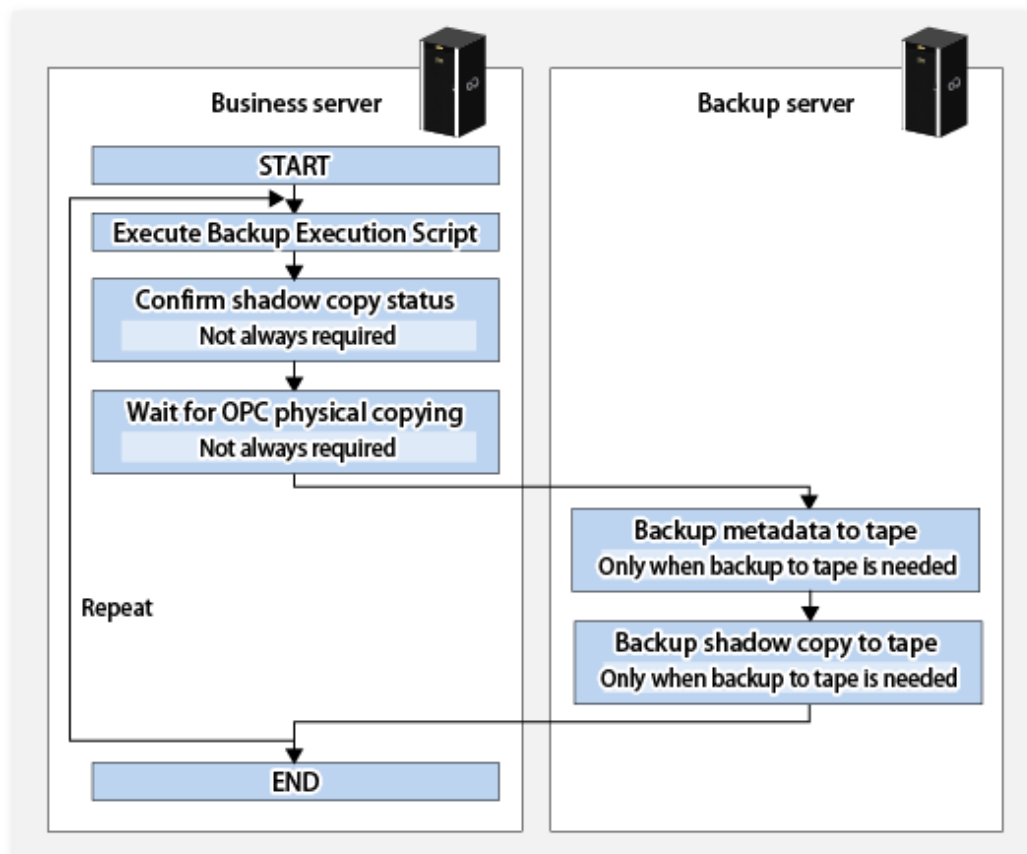 Business server
START
Execute Backup Execution Script
Confirm shadow copy status
Not always required
Wait for OPC physical copying
Not always required
Backup server
Backup metadata to tape
Only when backup to tape is needed
Backup shadow copy to tape
Only when backup to tape is needed
Repeat
END